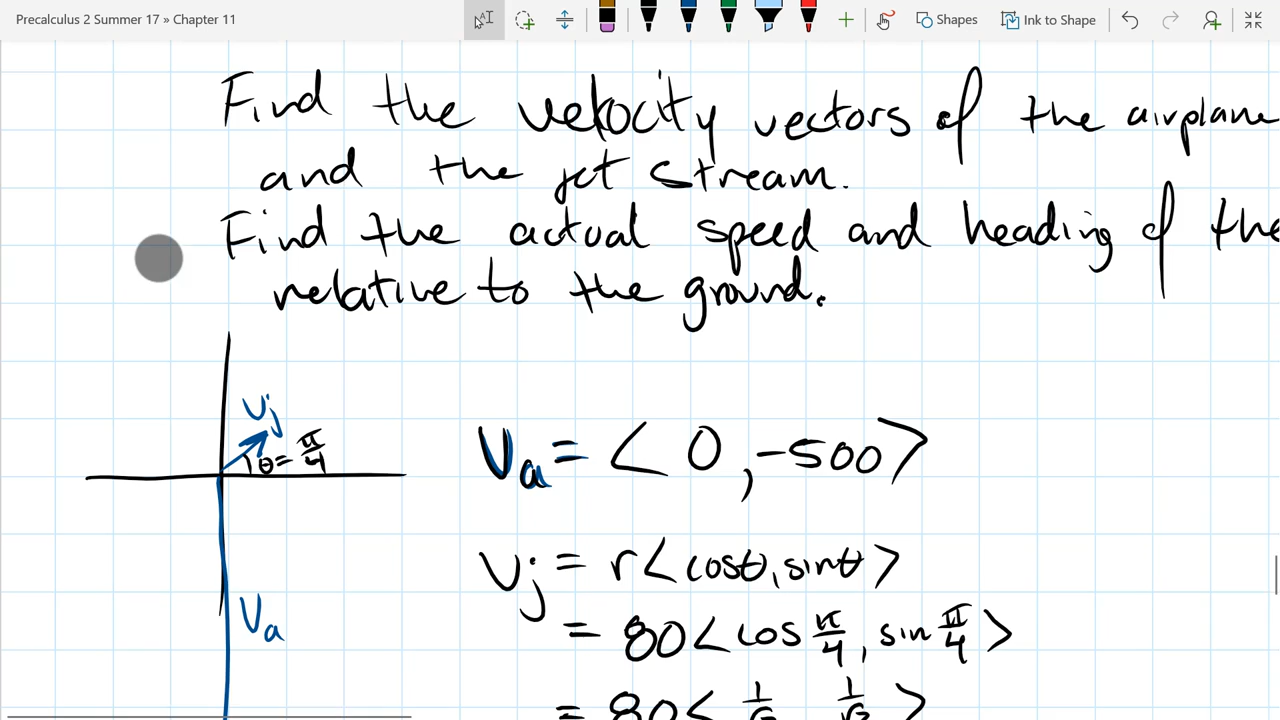 Precalculus 2 Summer 17 » Chapter 11
Shapes
Ink to Shape
Find the velocity vectors of the airplane
and the jet stream.
Find the actual speed and heading of the
relative to the ground.
Vj
θ = π/4
Va = < 0, -500 >
Vj = r< cosθ, sinθ >
= 80 < cos π/4, sin π/4 >
Va
= 80 <